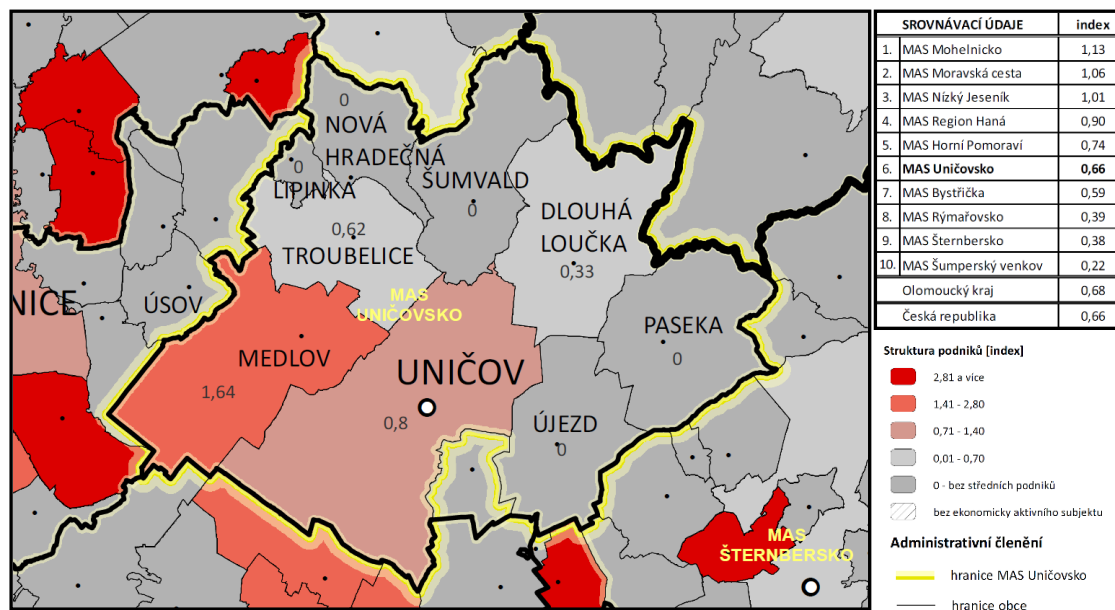 0
NOVÁ
HRADEČNÁ
0
LIPINKA
ŠUMVALD
0
DLOUHÁ
LOUČKA
0,33
0,62
TROUBELICE
MAS
UNIČOVSKO
NICE
ÚSOV
PASEKA
0
MEDLOV
1,64
UNIČOV
0,8
ÚJEZD
0
MAS
ŠTERNBERSKO
SROVNÁVACÍ ÚDAJE index
1. MAS Mohelnicko 1,13
2. MAS Moravská cesta 1,06
3. MAS Nízký Jeseník 1,01
4. MAS Region Haná 0,90
5. MAS Horní Pomoraví 0,74
6. MAS Uničovsko 0,66
7. MAS Bystřička 0,59
8. MAS Rýmařovsko 0,39
9. MAS Šternbersko 0,38
10. MAS Šumperský venkov 0,22
Olomoucký kraj 0,68
Česká republika 0,66
Struktura podniků [index]
2,81 a více
1,41 - 2,80
0,71 - 1,40
0,01 - 0,70
0 - bez středních podniků
bez ekonomicky aktivního subjektu
Administrativní členění
hranice MAS Uničovsko
hranice obce